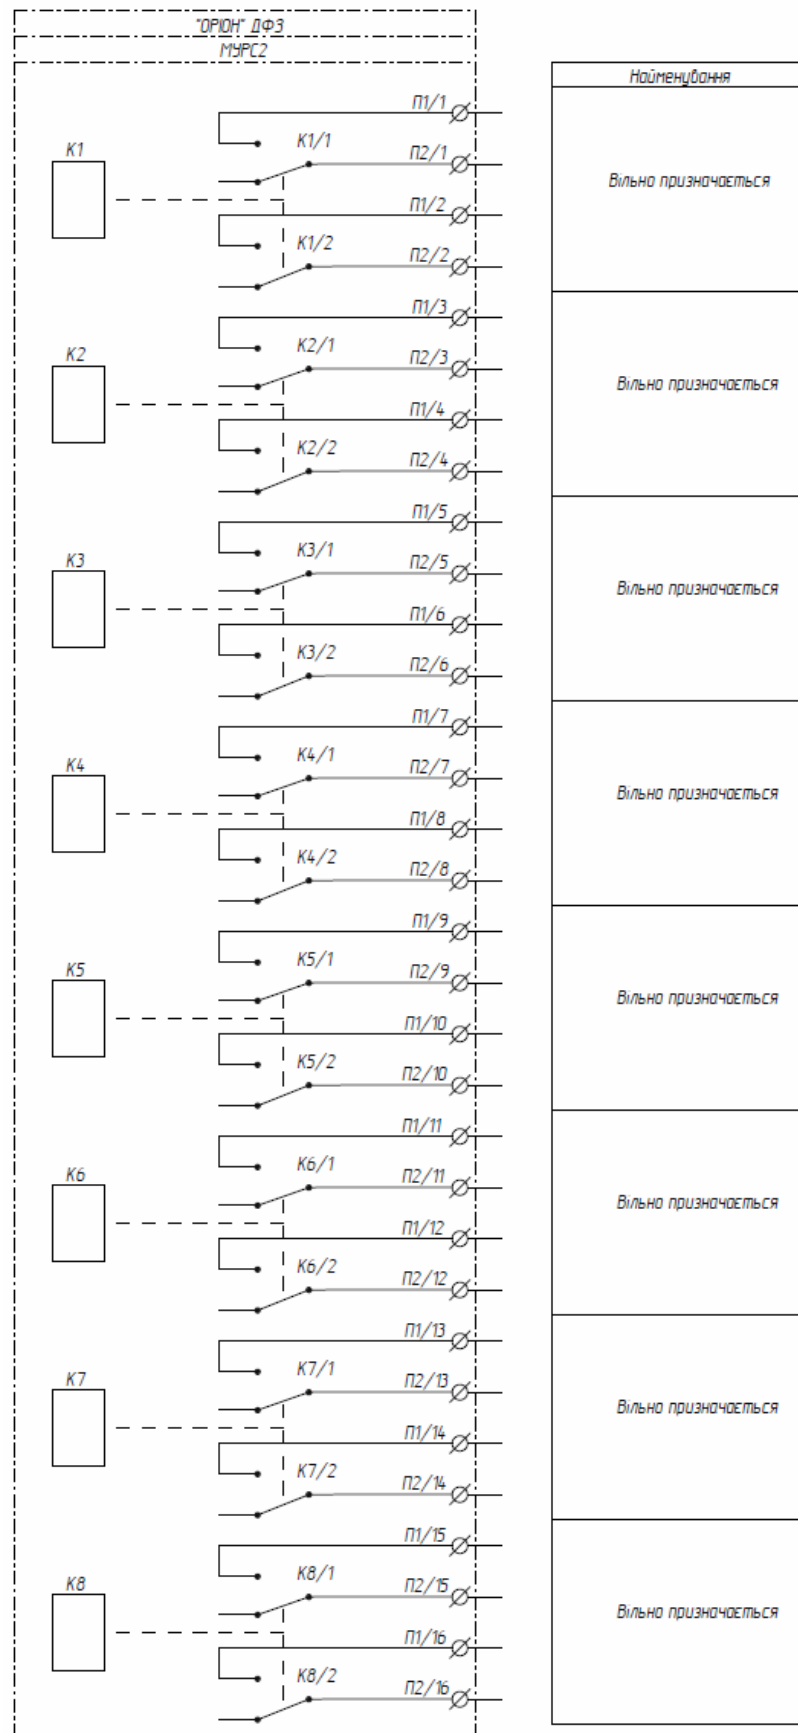 "ОРІОН" ДФЗ
МУРС2
Найменування
П1/1
К1/1
К1
П2/1
Вільно призначається
П1/2
К1/2
П2/2
П1/3
К2/1
К2
П2/3
Вільно призначається
П1/4
К2/2
П2/4
П1/5
К3/1
К3
П2/5
Вільно призначається
П1/6
К3/2
П2/6
П1/7
К4/1
К4
П2/7
Вільно призначається
П1/8
К4/2
П2/8
П1/9
К5/1
К5
П2/9
Вільно призначається
П1/10
К5/2
П2/10
П1/11
К6/1
К6
П2/11
Вільно призначається
П1/12
К6/2
П2/12
П1/13
К7/1
К7
П2/13
Вільно призначається
П1/14
К7/2
П2/14
П1/15
К8/1
К8
П2/15
Вільно призначається
П1/16
К8/2
П2/16